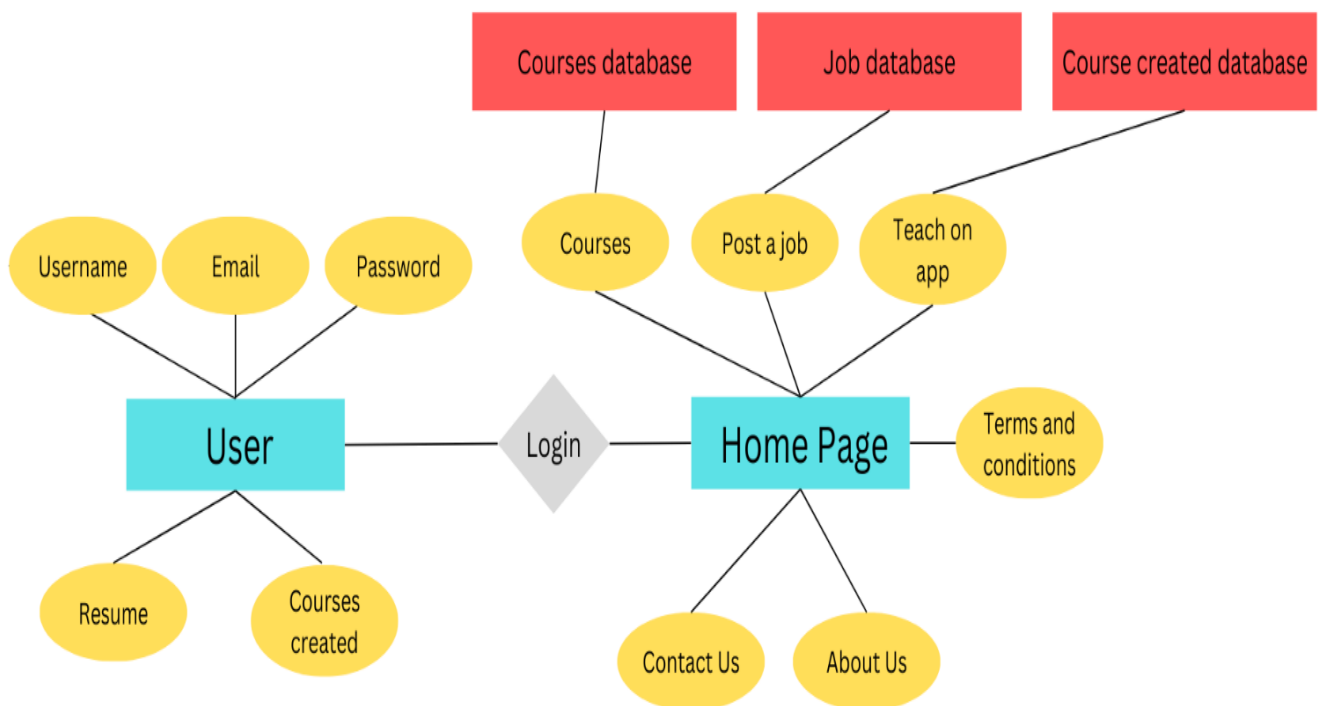 Courses database
Job database
Course created database
Courses
Post a job
Teach on
app
Username
Email
Password
User
Login
Home Page
Terms and
conditions
Resume
Courses
created
Contact Us
About Us